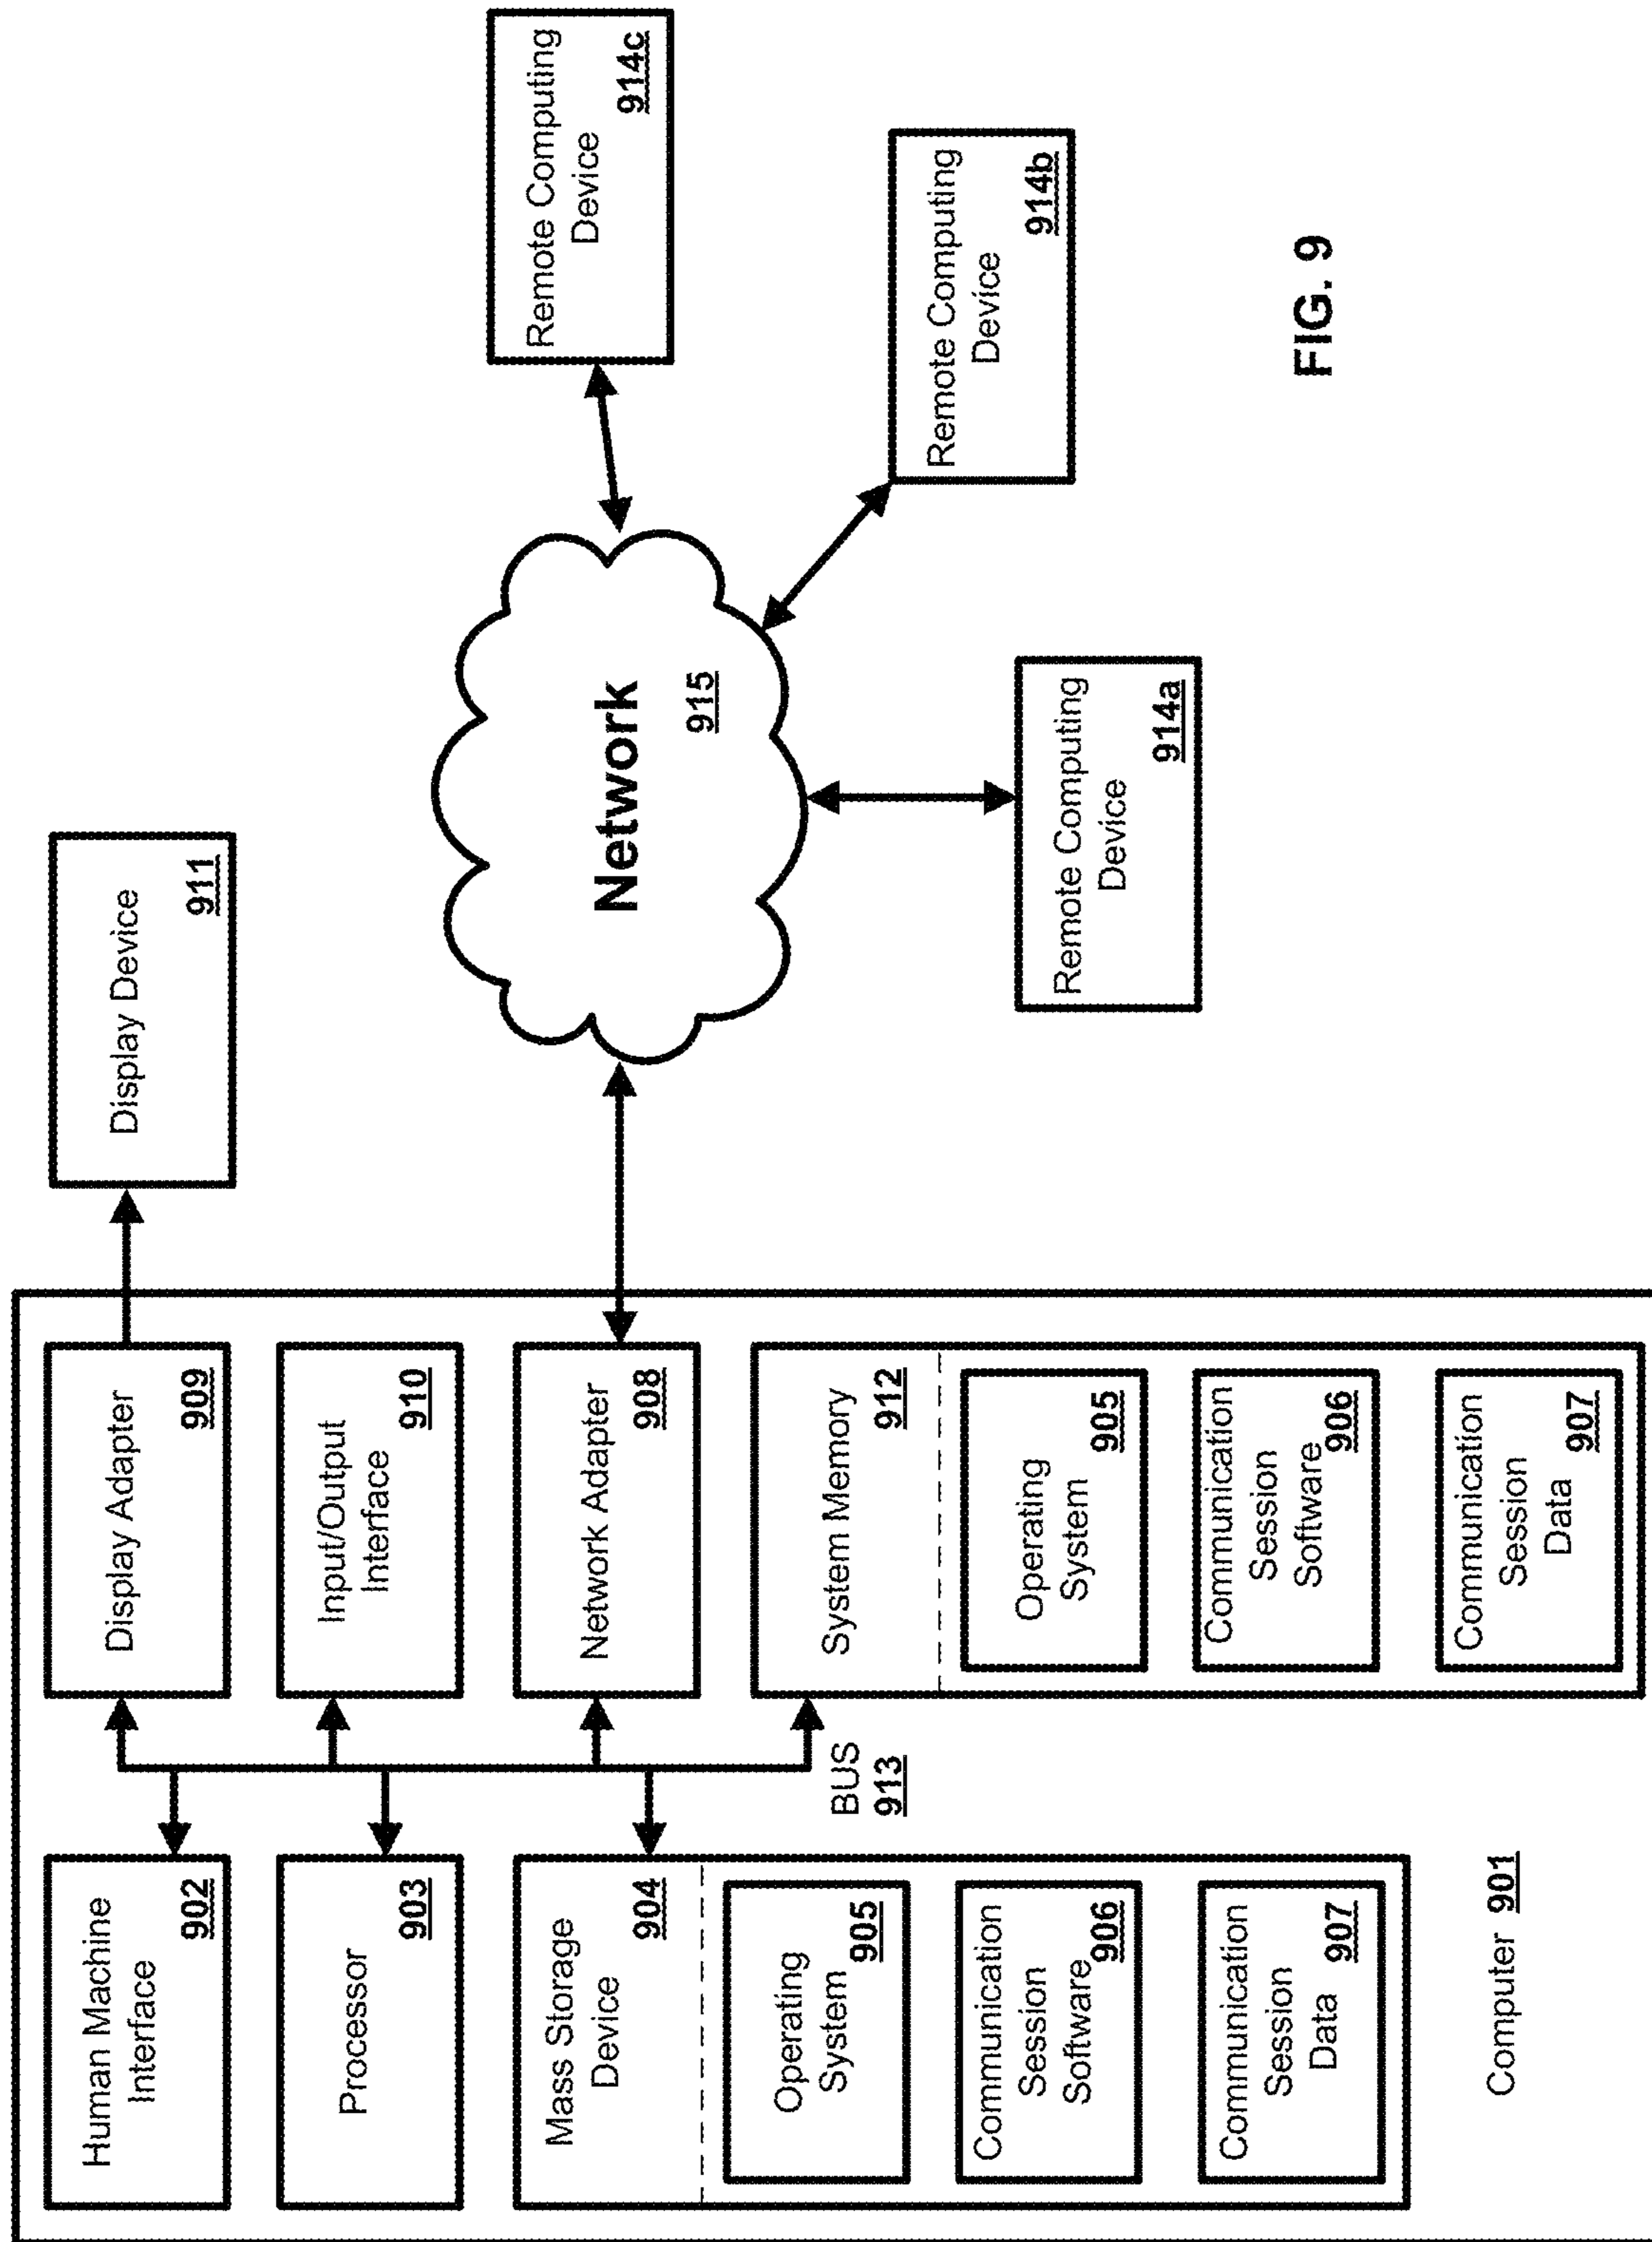 Human Machine
Interface
902
Processor
903
Mass Storage
Device
904
Operating
System
905
Communication
Session
Software
906
Communication
Session
Data
907
Computer 901
BUS
913
Display Adapter
909
Input/Output
Interface
910
Network Adapter
908
System Memory
912
Operating
System
905
Communication
Session
Software
906
Communication
Session
Data
907
Display Device
911
Network
915
Remote Computing
Device
914a
Remote Computing
Device
914b
Remote Computing
Device
914c
FIG. 9